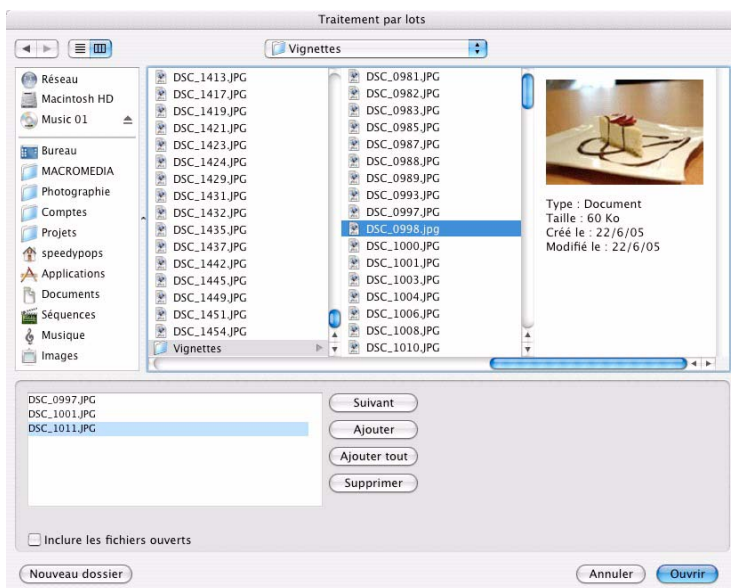 Traitement par lots
Vignettes
Réseau
Macintosh HD
Music 01
Bureau
MACROMEDIA
Photographie
Comptes
Projets
speedypops
Applications
Documents
Séquences
Musique
Images
DSC_1413.JPG
DSC_1417.JPG
DSC_1419.JPG
DSC_1421.JPG
DSC_1423.JPG
DSC_1424.JPG
DSC_1429.JPG
DSC_1431.JPG
DSC_1432.JPG
DSC_1435.JPG
DSC_1437.JPG
DSC_1442.JPG
DSC_1445.JPG
DSC_1449.JPG
DSC_1451.JPG
DSC_1454.JPG
Vignettes
DSC_0981.JPG
DSC_0982.JPG
DSC_0983.JPG
DSC_0985.JPG
DSC_0987.JPG
DSC_0988.JPG
DSC_0989.JPG
DSC_0993.JPG
DSC_0997.JPG
DSC_0998.jpg
DSC_1000.JPG
DSC_1001.JPG
DSC_1003.JPG
DSC_1004.JPG
DSC_1006.JPG
DSC_1008.JPG
DSC_1010.JPG
Type : Document
Taille : 60 Ko
Créé le : 22/6/05
Modifié le : 22/6/05
DSC_0997.JPG
DSC_1001.JPG
DSC_1011.JPG
Suivant
Ajouter
Ajouter tout
Supprimer
Inclure les fichiers ouverts
Nouveau dossier
Annuler
Ouvrir